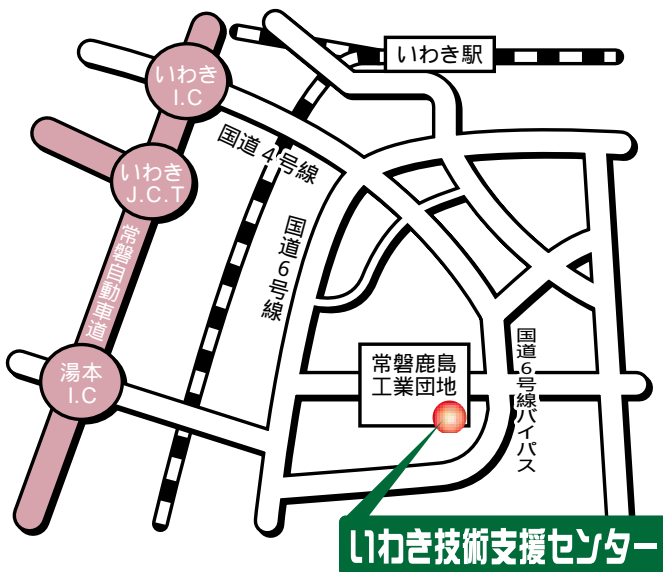 いわき駅
いわき
I.C
国道4号線
いわき
J.C.T
国道6号線
常磐自動車道
国道6号線バイパス
常磐鹿島
工業団地
湯本
I.C
いわき技術支援センター